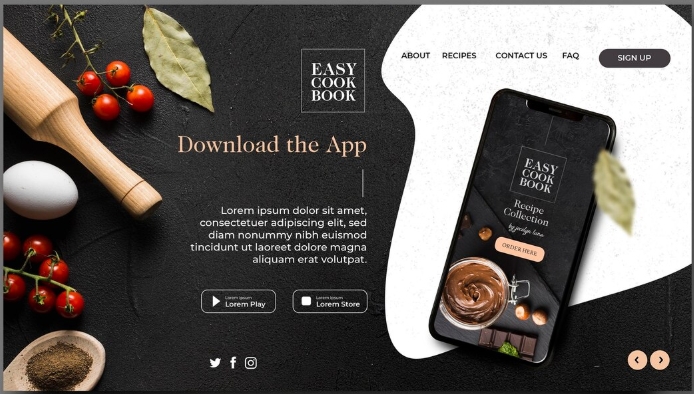 ABOUT RECIPES CONTACT US FAQ SIGN UP
EASY
COOK
BOOK
Download the App
Lorem ipsum dolor sit amet,
consectetuer adipiscing elit, sed
diam nonummy nibh euismod
tincidunt ut laoreet dolore magna
aliquam erat volutpat.
Lorem ipsum
Lorem Play
Lorem ipsum
Lorem Store
EASY
COOK
BOOK
Recipe
Collection
ORDER HERE